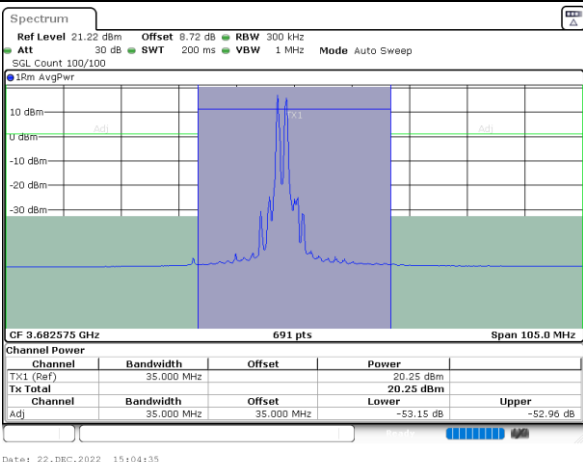 Spectrum
Ref Level 21.22 dBm Offset 8.72 dB RBW 300 kHz
Att 30 dB SWT 200 ms VBW 1 MHz Mode Auto Sweep
SGL Count 100/100
1Rm AvgPwr
10 dBm
TX1
Adj Adj
0 dBm
-10 dBm
-20 dBm
-30 dBm
CF 3.682575 GHz 691 pts Span 105.0 MHz
Channel Power
Channel Bandwidth Offset Power
TX1 (Ref) 35.000 MHz 20.25 dBm
Tx Total 20.25 dBm
Channel Bandwidth Offset Lower Upper
Adj 35.000 MHz 35.000 MHz -53.15 dB -52.96 dB
Date: 22.DEC.2022 15:04:35